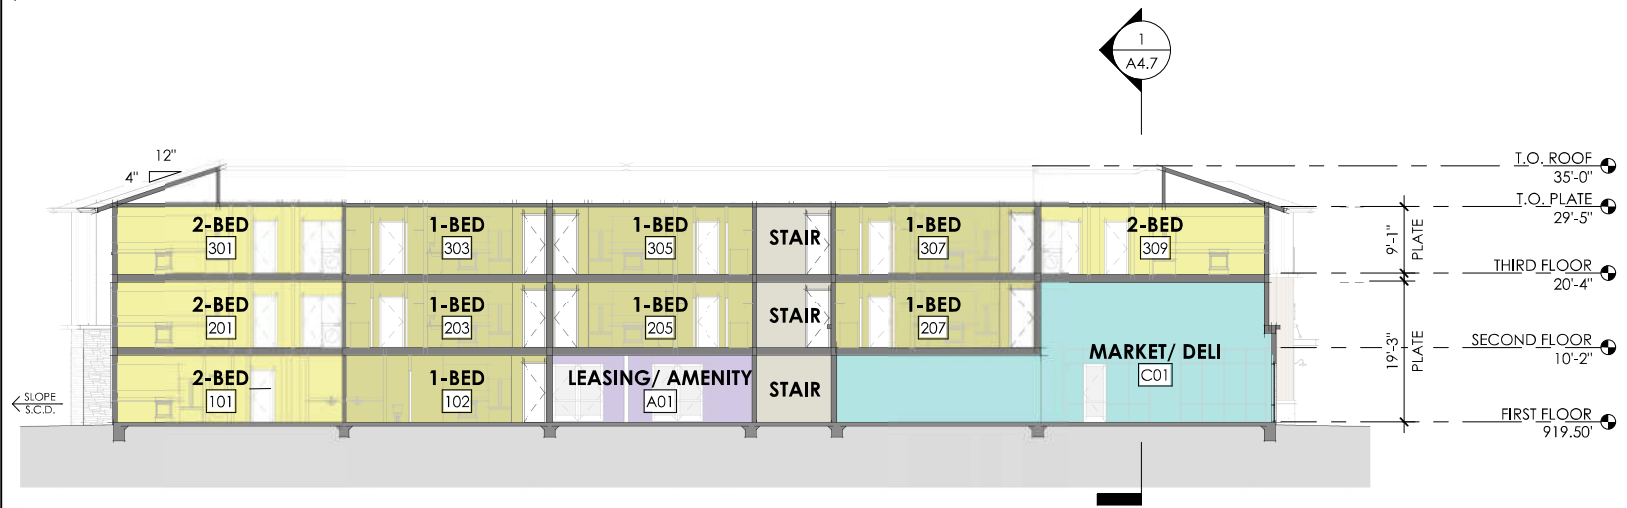 1
A4.7
12"
4"
T.O. ROOF
35'-0"
T.O. PLATE
29'-5"
2-BED
301
1-BED
303
1-BED
305
STAIR
1-BED
307
2-BED
309
9'-1"
PLATE
THIRD FLOOR
20'-4"
2-BED
201
1-BED
203
1-BED
205
STAIR
1-BED
207
MARKET/ DELI
C01
19'-3"
PLATE
SECOND FLOOR
10'-2"
2-BED
101
1-BED
102
LEASING/ AMENITY
A01
STAIR
SLOPE
S.C.D.
FIRST FLOOR
919.50'